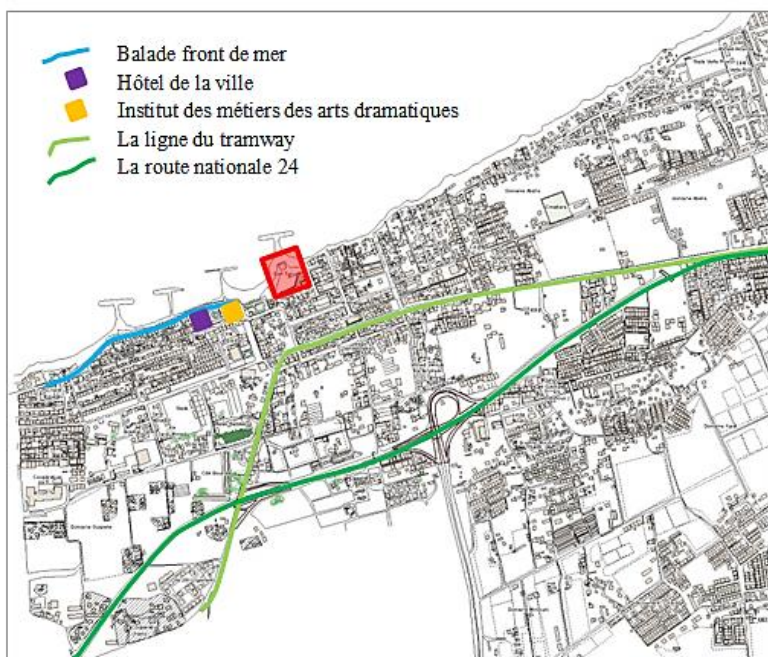 Balade front de mer
Hôtel de la ville
Institut des métiers des arts dramatiques
La ligne du tramway
La route nationale 24